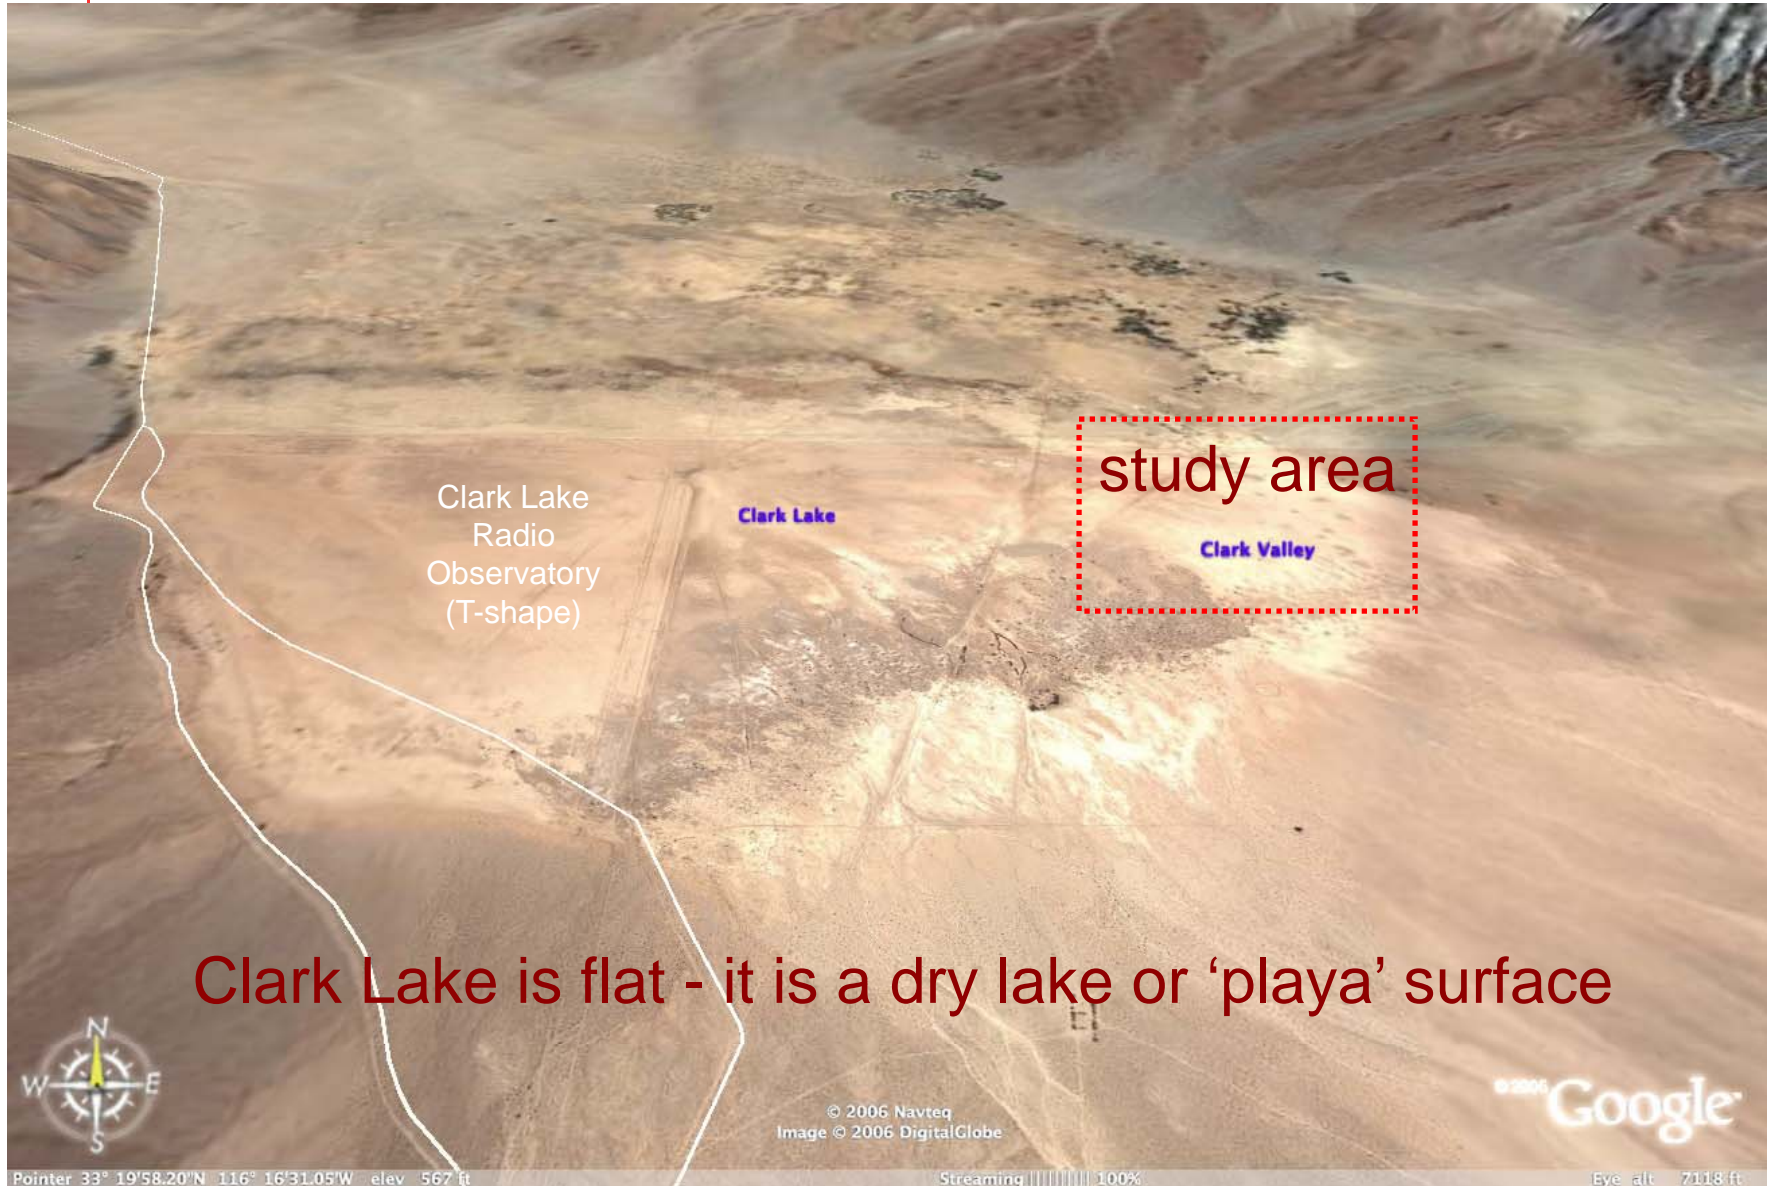 Clark Lake
Radio
Observatory
(T-shape)
Clark Lake
study area
Clark Valley
Clark Lake is flat - it is a dry lake or ‘playa’ surface
N
W
E
S
© 2006 Navteq
Image © 2006 DigitalGlobe
© 2006 Google™
Pointer 33° 19'58.20"N 116° 16'31.05"W elev 567 ft
Streaming ||||||||| 100%
Eye alt 7118 ft